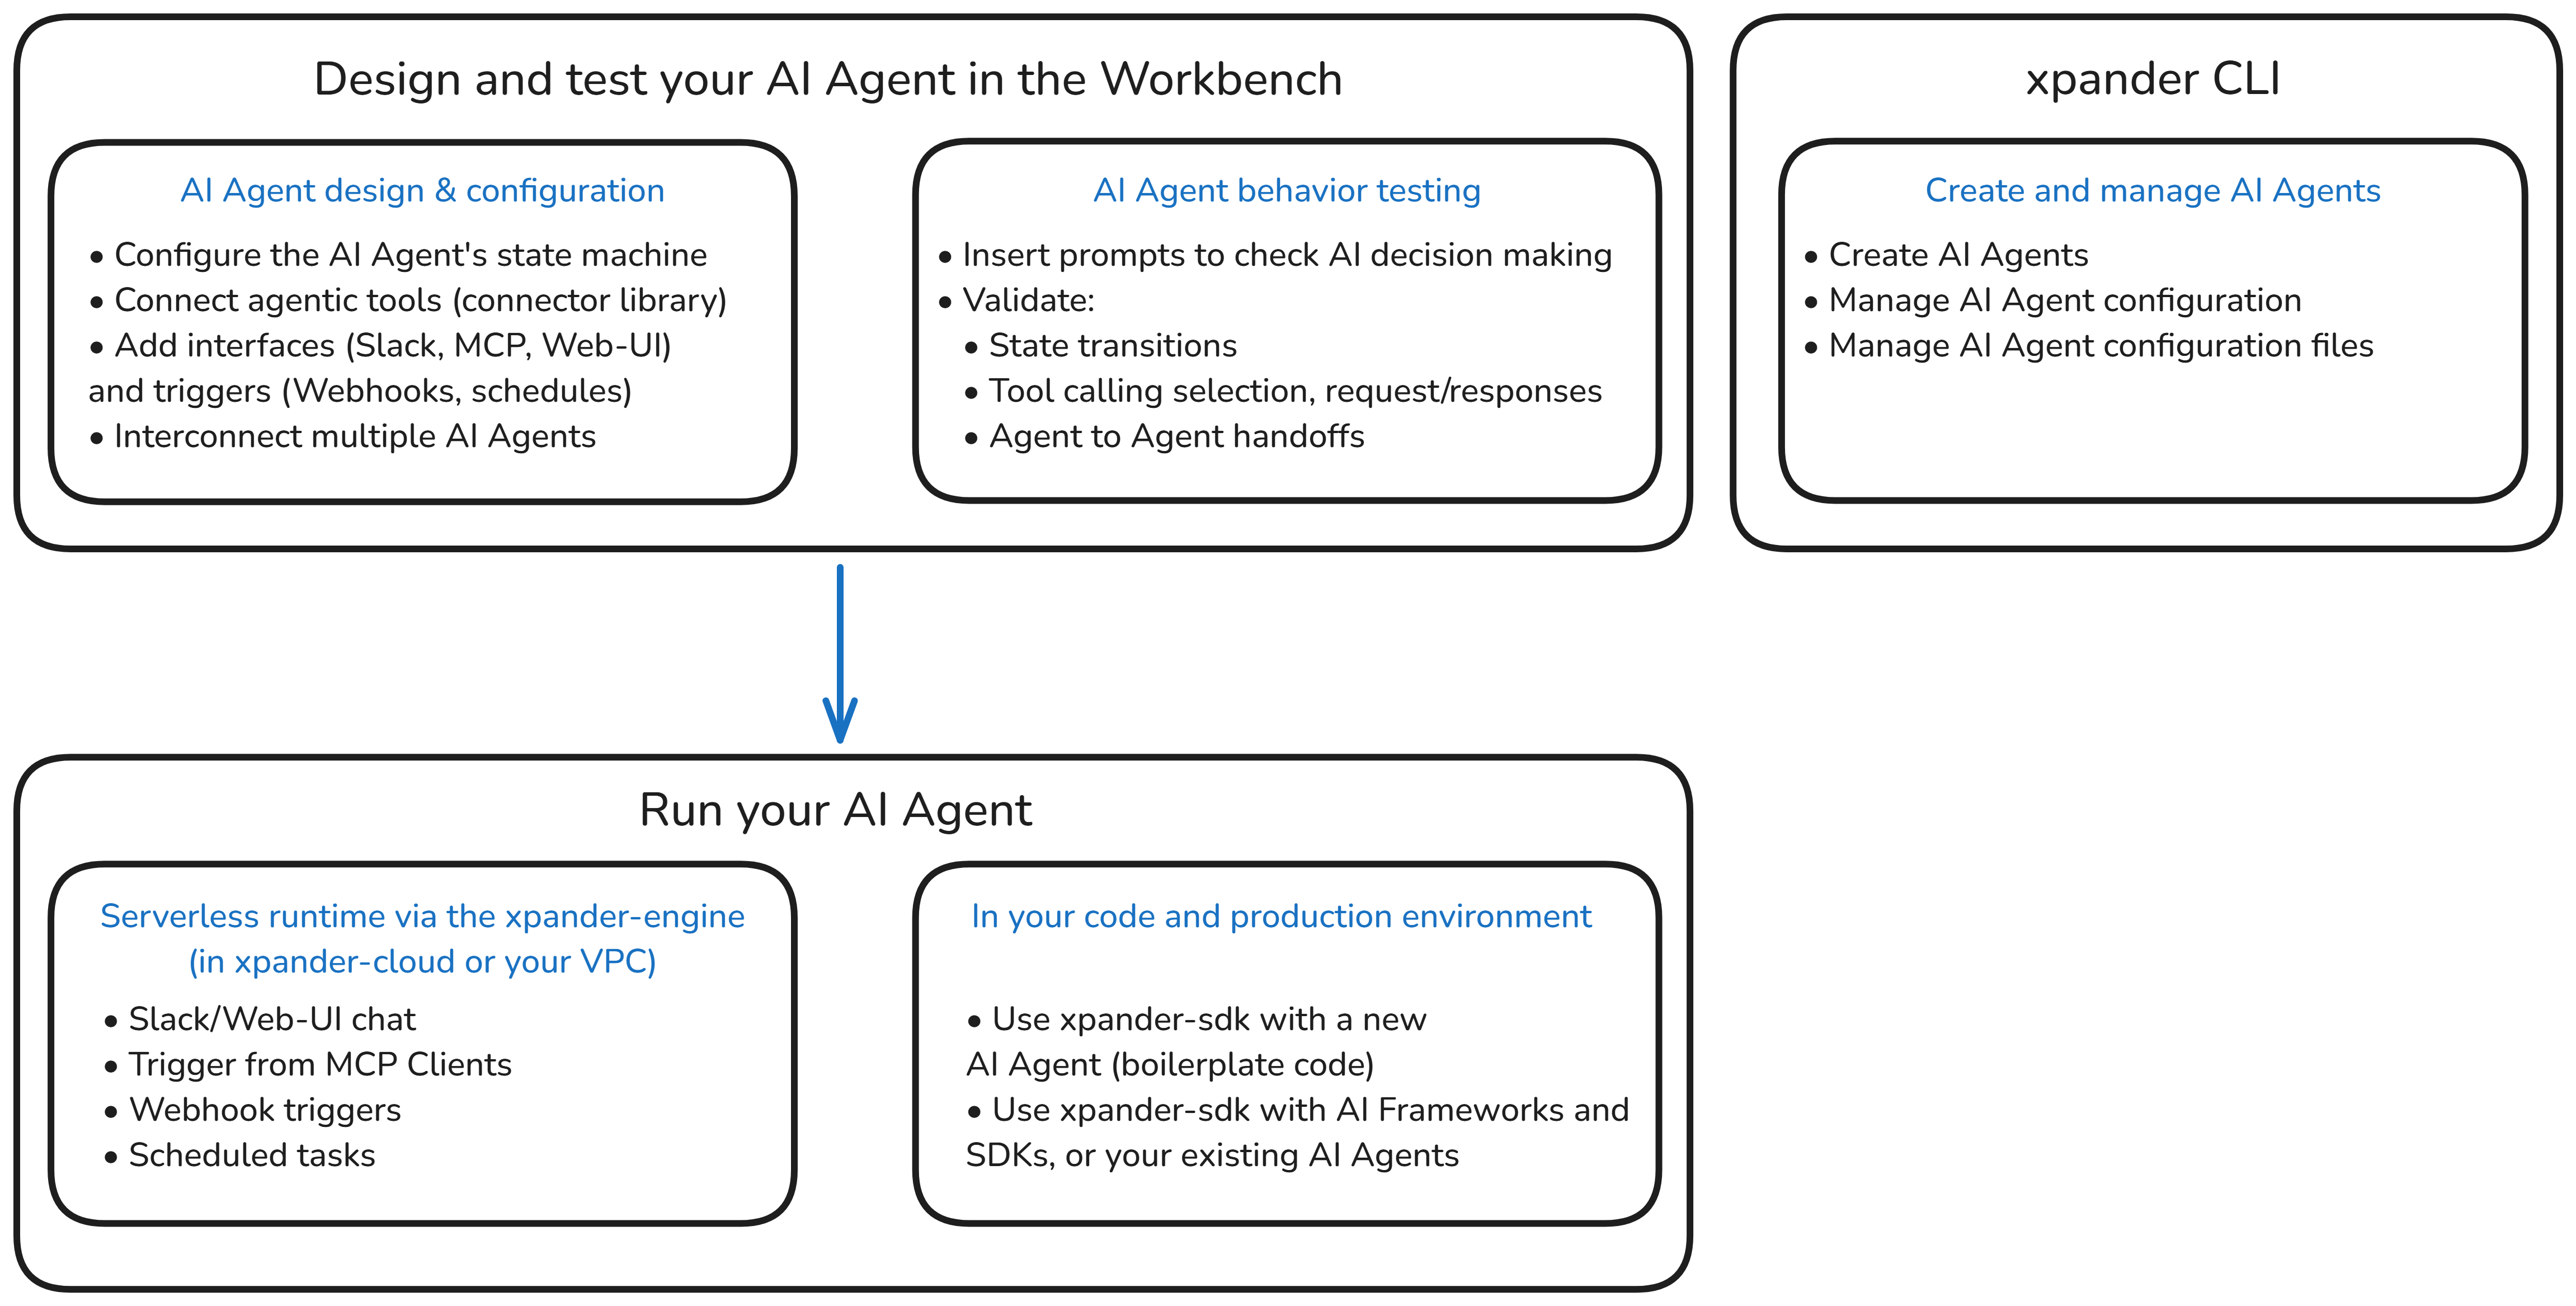 Design and test your AI Agent in the Workbench
AI Agent design & configuration
• Configure the AI Agent's state machine
• Connect agentic tools (connector library)
• Add interfaces (Slack, MCP, Web-UI)
and triggers (Webhooks, schedules)
• Interconnect multiple AI Agents
AI Agent behavior testing
• Insert prompts to check AI decision making
• Validate:
• State transitions
• Tool calling selection, request/responses
• Agent to Agent handoffs
xpander CLI
Create and manage AI Agents
• Create AI Agents
• Manage AI Agent configuration
• Manage AI Agent configuration files
Run your AI Agent
Serverless runtime via the xpander-engine
(in xpander-cloud or your VPC)
• Slack/Web-UI chat
• Trigger from MCP Clients
• Webhook triggers
• Scheduled tasks
In your code and production environment
• Use xpander-sdk with a new
AI Agent (boilerplate code)
• Use xpander-sdk with AI Frameworks and
SDKs, or your existing AI Agents